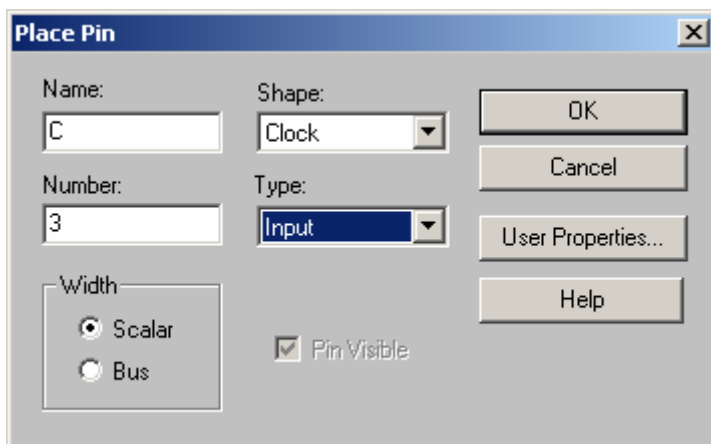 Place Pin
Name:
C
Shape:
Clock
OK
Cancel
Number:
3
Type:
Input
User Properties...
Help
Width
Scalar
Bus
Pin Visible